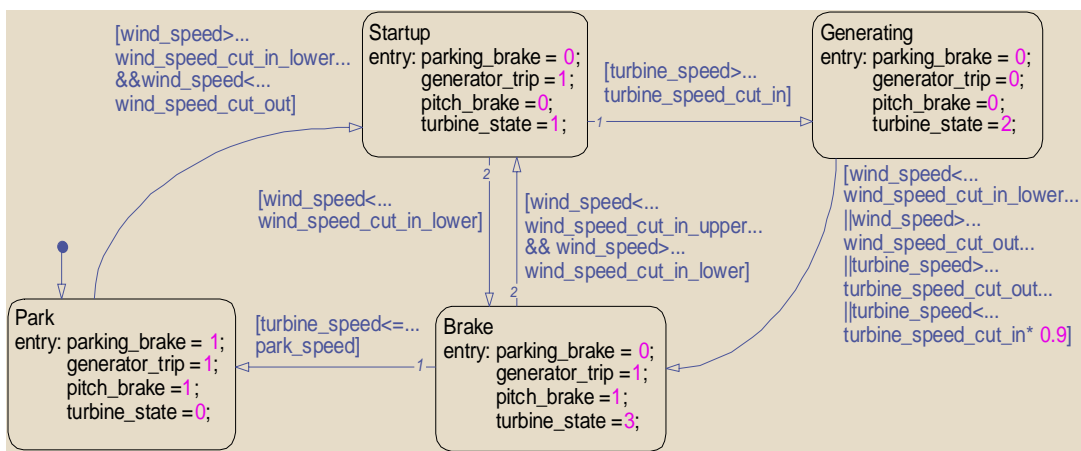 Startup
entry: parking_brake = 0;
generator_trip =1;
pitch_brake =0;
turbine_state =1;
Generating
entry: parking_brake = 0;
generator_trip =0;
pitch_brake =0;
turbine_state =2;
[wind_speed>...
wind_speed_cut_in_lower...
&&wind_speed<...
wind_speed_cut_out]
[turbine_speed>...
turbine_speed_cut_in]
1
2
[wind_speed<...
wind_speed_cut_in_lower]
[wind_speed<...
wind_speed_cut_in_upper...
&& wind_speed>...
wind_speed_cut_in_lower]
2
[wind_speed<...
wind_speed_cut_in_lower...
||wind_speed>...
wind_speed_cut_out...
||turbine_speed>...
turbine_speed_cut_out...
||turbine_speed<...
turbine_speed_cut_in* 0.9]
Park
entry: parking_brake = 1;
generator_trip =1;
pitch_brake =1;
turbine_state =0;
[turbine_speed<=...
park_speed]
1
Brake
entry: parking_brake = 0;
generator_trip =1;
pitch_brake =1;
turbine_state =3;